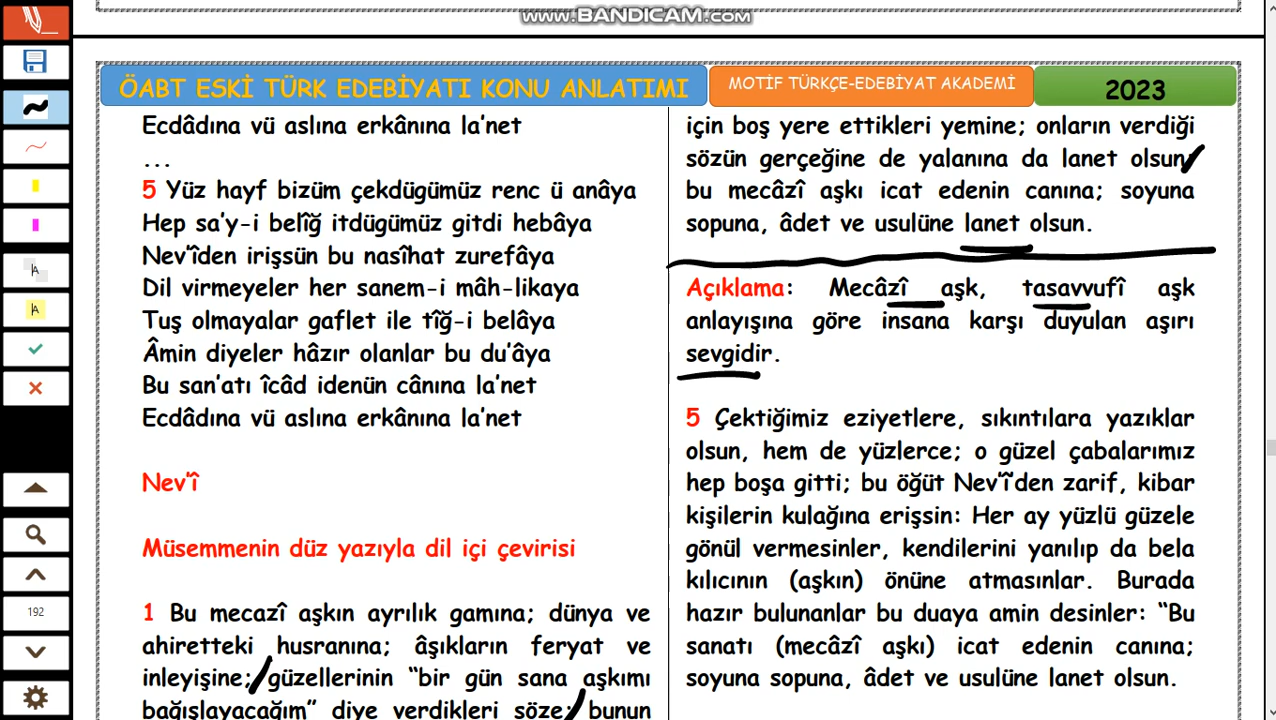 www.BANDICAM.com
ÖABT ESKİ TÜRK EDEBİYATI KONU ANLATIMI
MOTİF TÜRKÇE-EDEBİYAT AKADEMİ
2023
Ecdâdına vü aslına erkânına la'net
...
5 Yüz hayf bizüm çekdügümüz renc ü anâya
Hep sa'y-i belîğ itdügümüz gitdi hebâya
Nev'îden irişsün bu nasîhat zurefâya
Dil virmeyeler her sanem-i mâh-likaya
Tuş olmayalar gaflet ile tîğ-i belâya
Âmin diyeler hâzır olanlar bu du'âya
Bu san'atı îcâd idenün cânına la'net
Ecdâdına vü aslına erkânına la'net
Nev'î
Müsemmenin düz yazıyla dil içi çevirisi
1 Bu mecazî aşkın ayrılık gamına; dünya ve
ahiretteki husranına; âşıkların feryat ve
inleyişine; güzellerinin “bir gün sana aşkımı
bağışlayacağım” diye verdikleri söze; bunun
için boş yere ettikleri yemine; onların verdiği
sözün gerçeğine de yalanına da lanet olsun;
bu mecâzî aşkı icat edenin canına; soyuna
sopuna, âdet ve usulüne lanet olsun.
Açıklama: Mecâzî aşk, tasavvufî aşk
anlayışına göre insana karşı duyulan aşırı
sevgidir.
5 Çektiğimiz eziyetlere, sıkıntılara yazıklar
olsun, hem de yüzlerce; o güzel çabalarımız
hep boşa gitti; bu öğüt Nev'î'den zarif, kibar
kişilerin kulağına erişsin: Her ay yüzlü güzele
gönül vermesinler, kendilerini yanılıp da bela
kılıcının (aşkın) önüne atmasınlar. Burada
hazır bulunanlar bu duaya amin desinler: “Bu
sanatı (mecâzî aşkı) icat edenin canına;
soyuna sopuna, âdet ve usulüne lanet olsun.
192